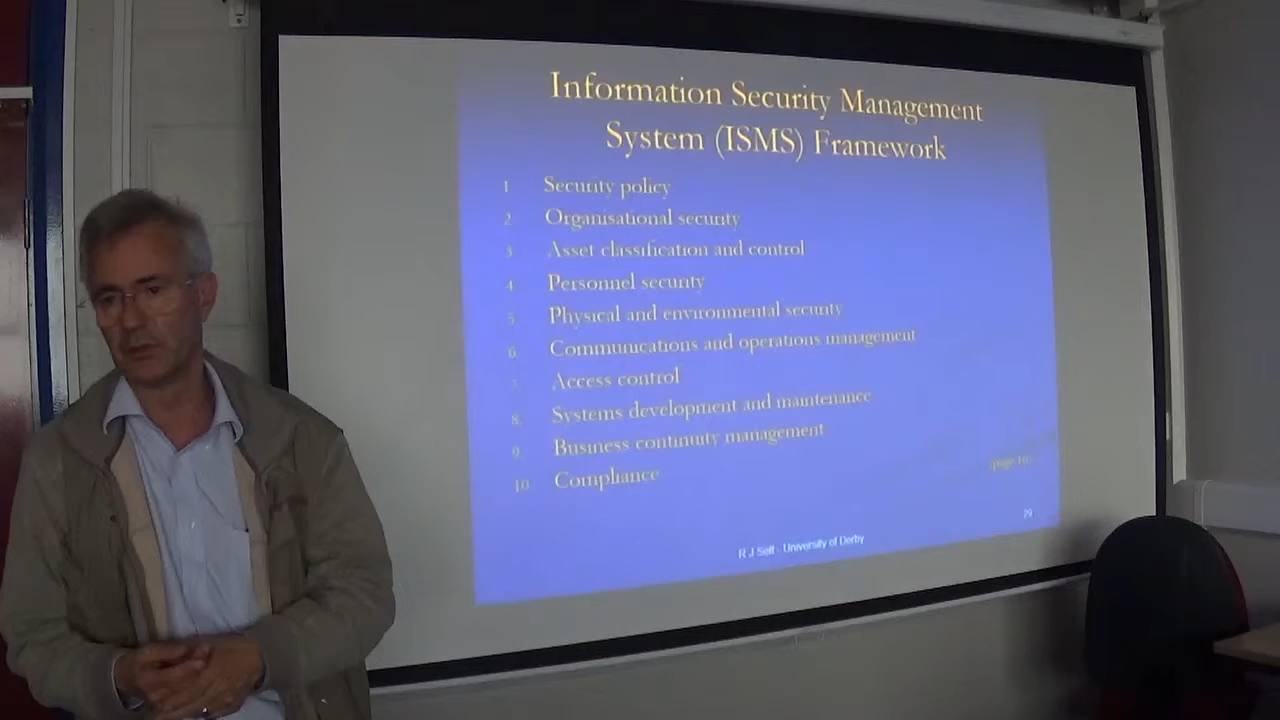 Information Security Management
System (ISMS) Framework
1 Security policy
2. Organisational security
3 Asset classification and control
4. Personnel security
5. Physical and environmental security
6. Communications and operations management
7. Access control
8. Systems development and maintenance
9. Business continuity management
10. Compliance
29
R J Self - University of Derby